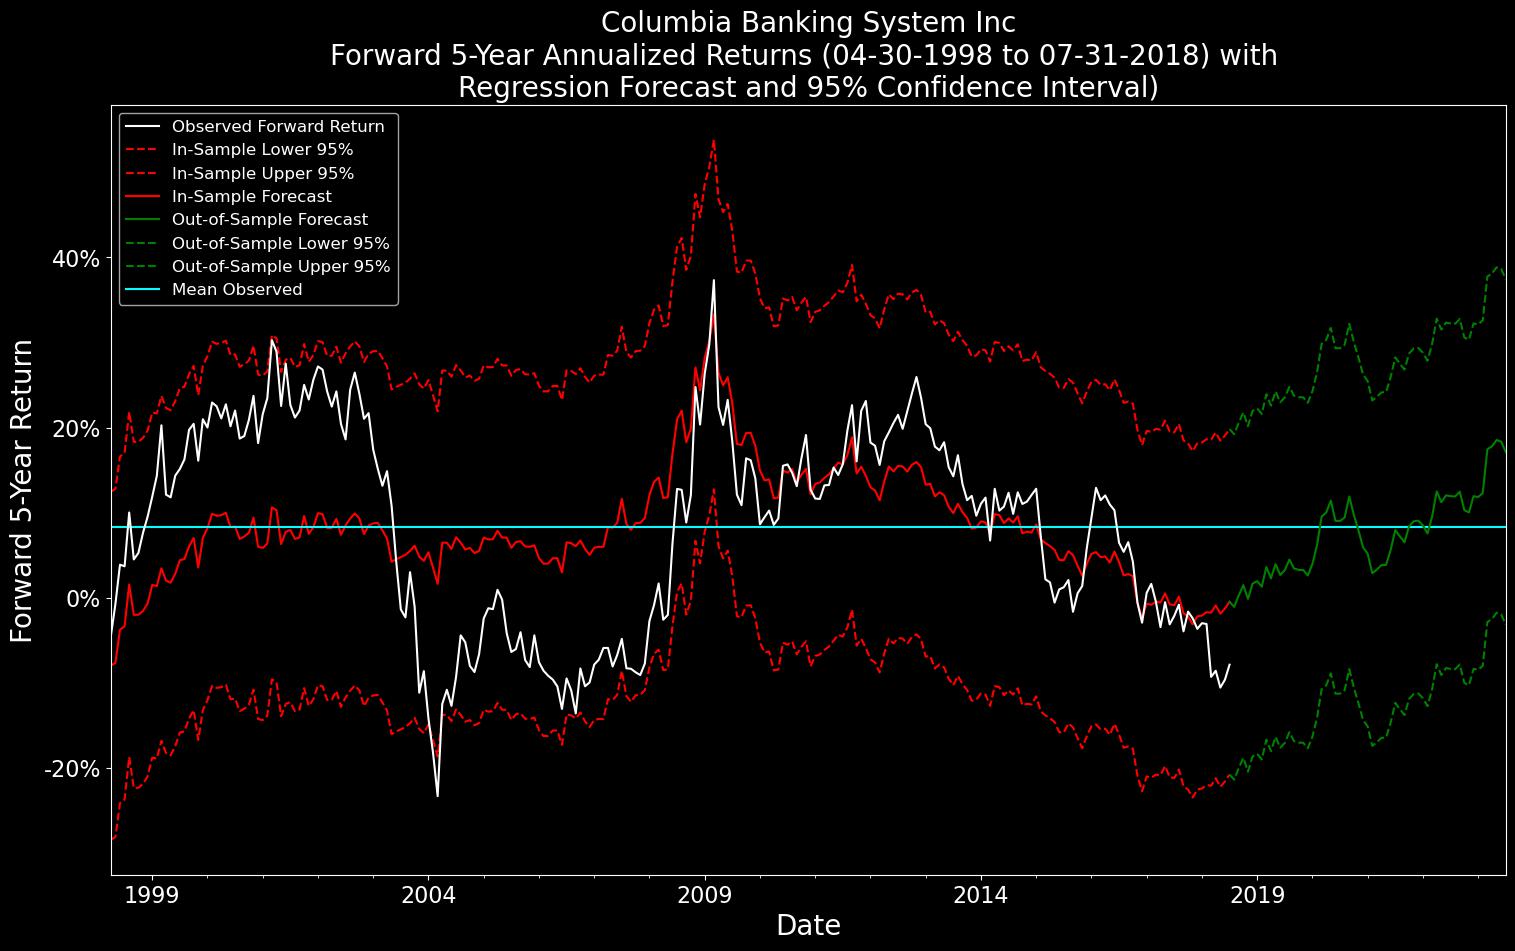 Columbia Banking System Inc
Forward 5-Year Annualized Returns (04-30-1998 to 07-31-2018) with
Regression Forecast and 95% Confidence Interval)
Observed Forward Return
In-Sample Lower 95%
In-Sample Upper 95%
In-Sample Forecast
Out-of-Sample Forecast
Out-of-Sample Lower 95%
Out-of-Sample Upper 95%
Mean Observed
Forward 5-Year Return
40%
20%
0%
-20%
1999
2004
2009
2014
2019
Date